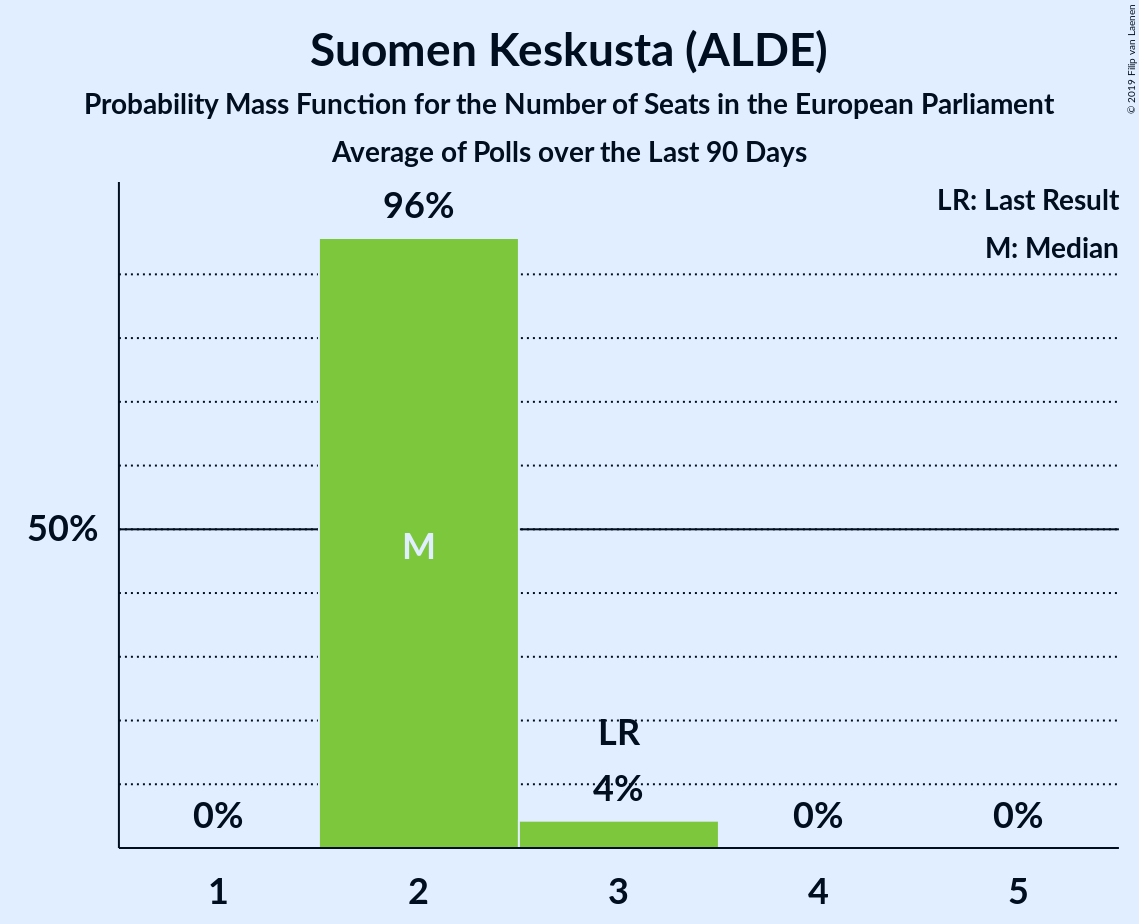 Suomen Keskusta (ALDE)
Probability Mass Function for the Number of Seats in the European Parliament
Average of Polls over the Last 90 Days
© 2019 Filip van Laenen
LR: Last Result
M: Median
96%
50%
M
LR
0%
4%
0%
0%
1
2
3
4
5